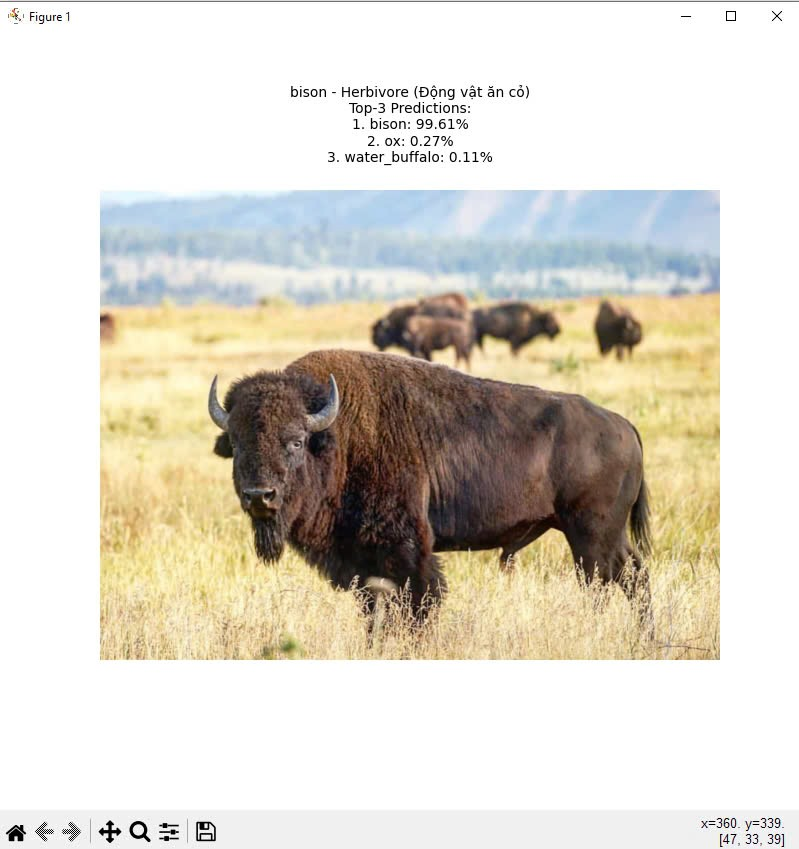 Figure 1
bison - Herbivore (Động vật ăn cỏ)
Top-3 Predictions:
1. bison: 99.61%
2. ox: 0.27%
3. water_buffalo: 0.11%
x=360. y=339.
[47, 33, 39]